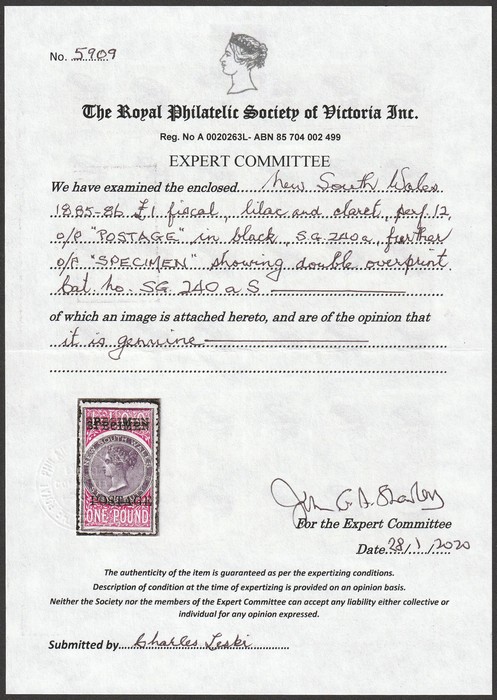 No. 5909
The Royal Philatelic Society of Victoria Inc.
Reg. No A 0020263L- ABN 85 704 002 499
EXPERT COMMITTEE
We have examined the enclosed New South Wales
1885-86 £1 fiscal, lilac and claret, perf 12,
o/p "POSTAGE" in black, S.G. 240a, further
o/p "SPECIMEN" showing double overprint
Cat. No. SG 240 a S
of which an image is attached hereto, and are of the opinion that
it is genuine
SPECIMEN
NEW SOUTH WALES
POSTAGE
ONE POUND
For the Expert Committee
Date 28/1/2020
The authenticity of the item is guaranteed as per the expertizing conditions.
Description of condition at the time of expertizing is provided on an opinion basis.
Neither the Society nor the members of the Expert Committee can accept any liability either collective or
individual for any opinion expressed.
Submitted by Charles Leski